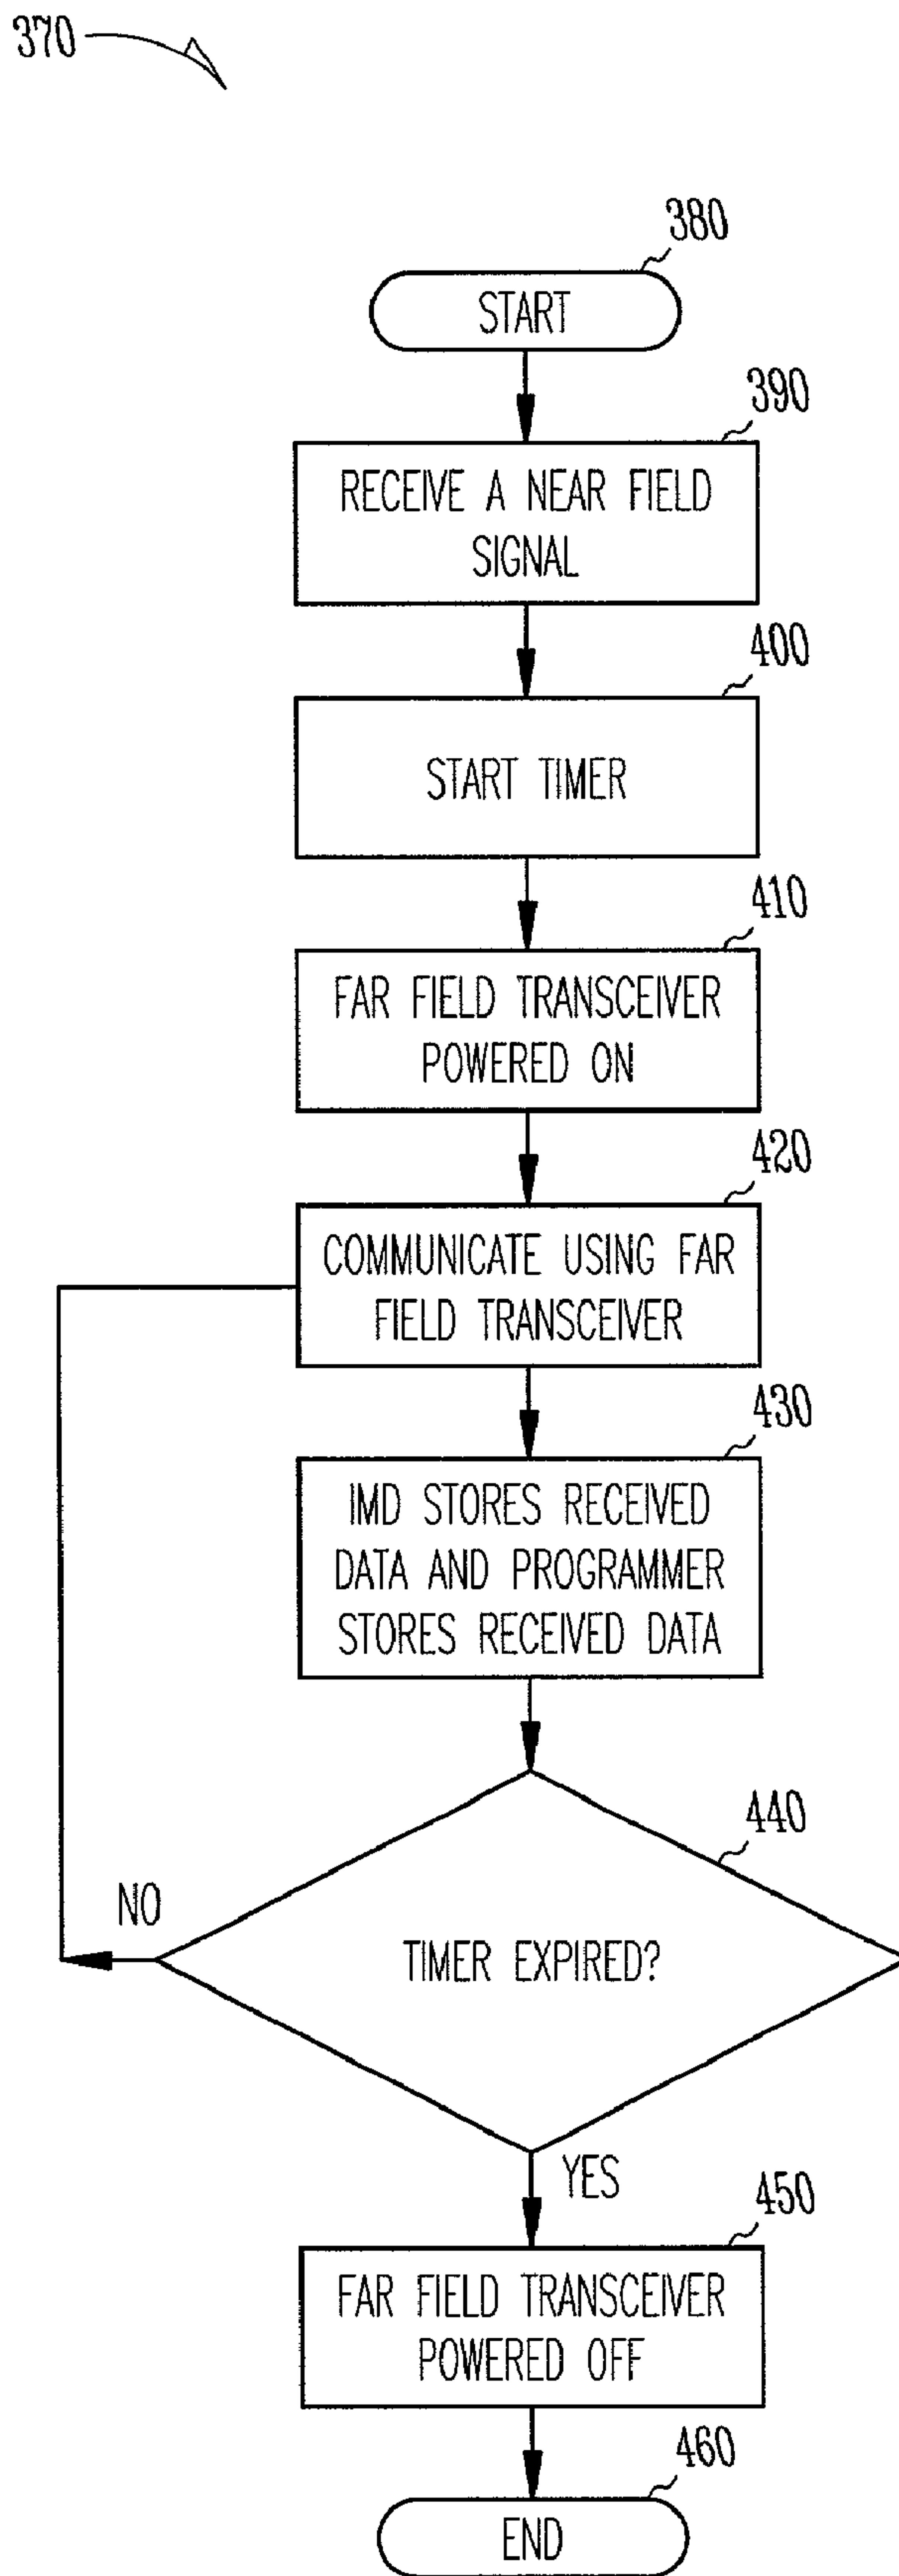 370
380
START
390
RECEIVE A NEAR FIELD
SIGNAL
400
START TIMER
410
FAR FIELD TRANSCEIVER
POWERED ON
420
COMMUNICATE USING FAR
FIELD TRANSCEIVER
430
IMD STORES RECEIVED
DATA AND PROGRAMMER
STORES RECEIVED DATA
440
NO
TIMER EXPIRED?
YES
450
FAR FIELD TRANSCEIVER
POWERED OFF
460
END